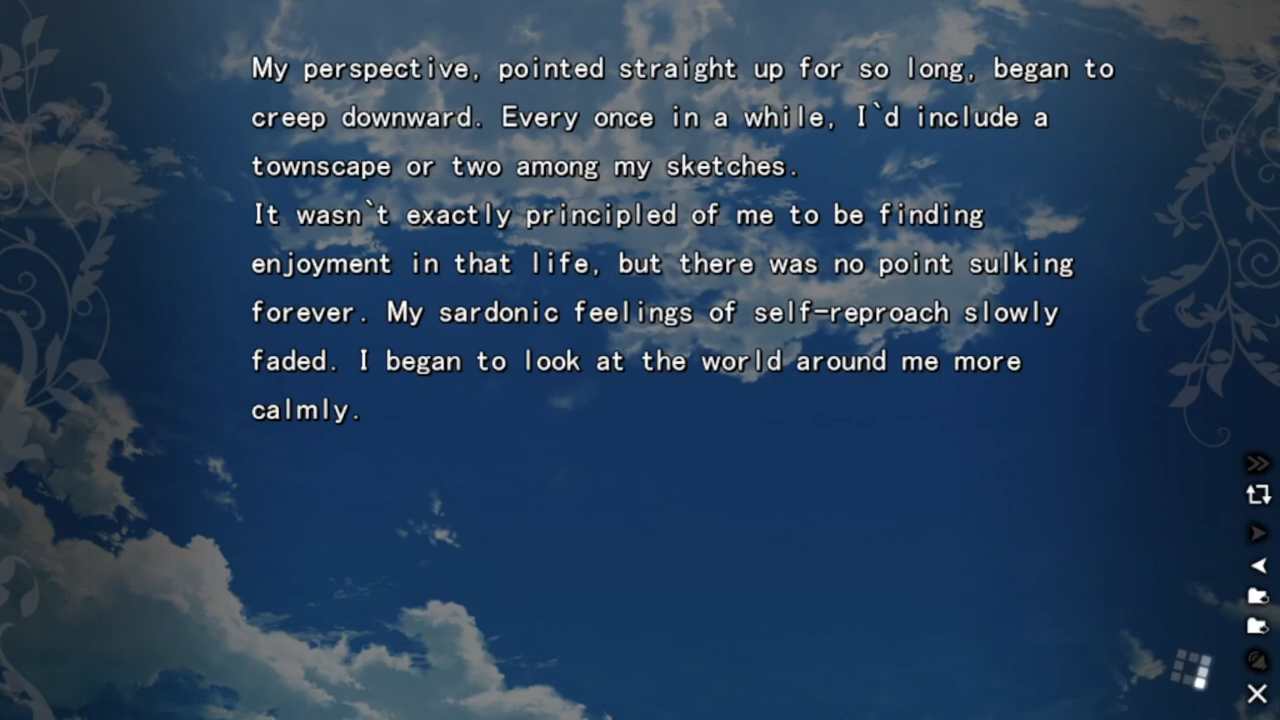 My perspective, pointed straight up for so long, began to
creep downward. Every once in a while, I`d include a
townscape or two among my sketches.
It wasn`t exactly principled of me to be finding
enjoyment in that life, but there was no point sulking
forever. My sardonic feelings of self-reproach slowly
faded. I began to look at the world around me more
calmly.